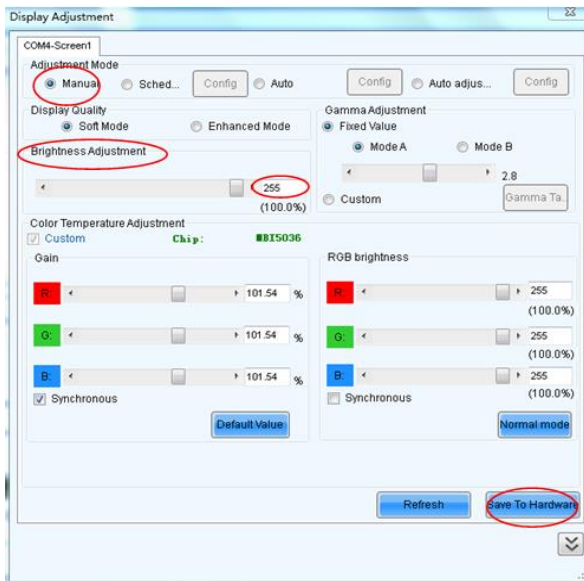 Display Adjustment
COM4-Screen1
Adjustment Mode
Manual Sched... Config Auto Config Auto adjus... Config
Display Quality
Soft Mode Enhanced Mode
Gamma Adjustment
Fixed Value
Mode A Mode B
2.8
Custom Gamma Ta..
Brightness Adjustment
255
(100.0%)
Color Temperature Adjustment
Custom Chip: MBI5036
Gain
R: 101.54 %
G: 101.54 %
B: 101.54 %
Synchronous
Default Value
RGB brightness
R: 255
(100.0%)
G: 255
(100.0%)
B: 255
(100.0%)
Synchronous
Normal mode
Refresh Save To Hardware